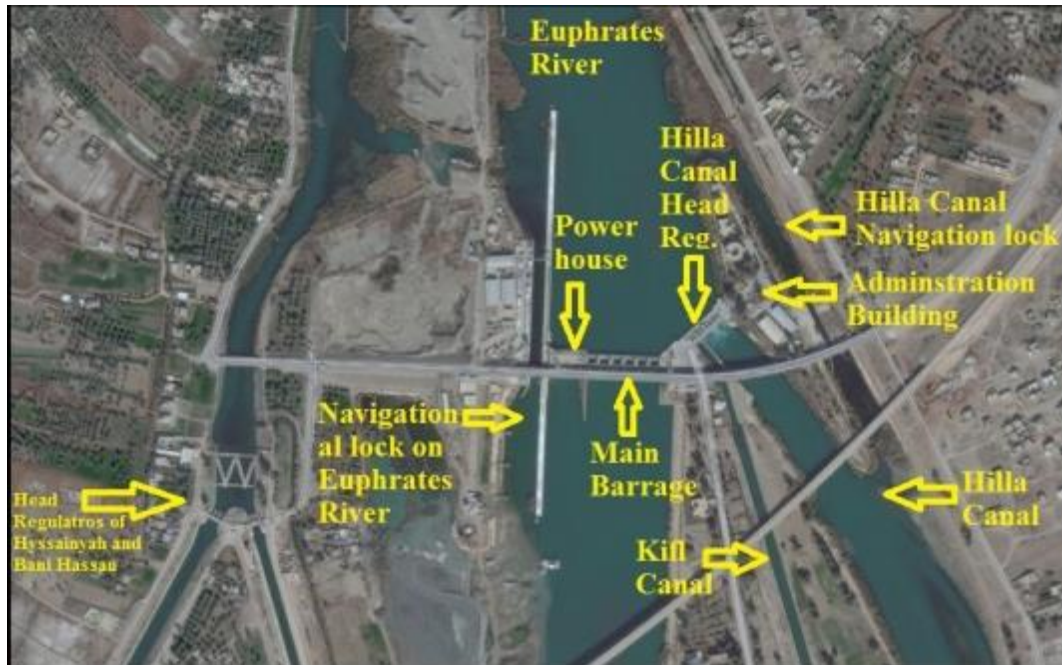 Euphrates
River
Hilla
Canal
Head
Reg.
Power
house
Hilla Canal
Navigation lock
Adminstration
Building
Navigation
al lock on
Euphrates
River
Main
Barrage
Head
Regulatros of
Hyssainyah and
Bani Hassan
Hilla
Canal
Kifl
Canal